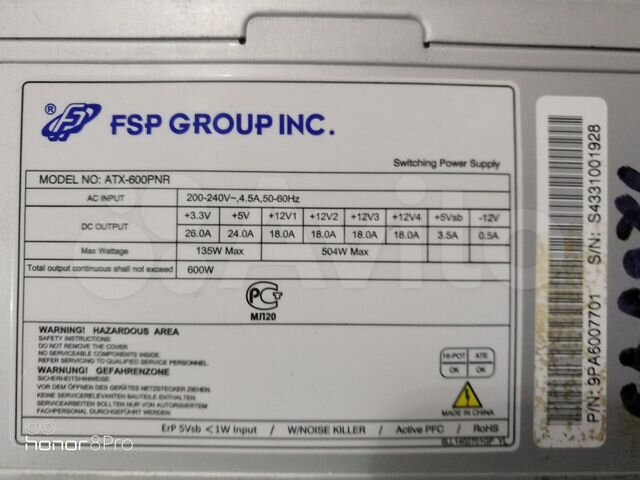 ® FSP GROUP INC.
Switching Power Supply
MODEL NO: ATX-600PNR
AC INPUT 200-240V~,4.5A,50-60Hz
DC OUTPUT +3.3V +5V +12V1 +12V2 +12V3 +12V4 +5Vsb -12V
26.0A 24.0A 18.0A 18.0A 18.0A 18.0A 3.5A 0.5A
Max Wattage 135W Max 504W Max
Total output continuous shall not exceed 600W
МЛ20
WARNING! HAZARDOUS AREA
SAFETY INSTRUCTIONS:
DO NOT REMOVE THE COVER
NO SERVICEABLE COMPONENTS INSIDE.
REFER SERVICING TO QUALIFIED SERVICE PERSONNEL.
WARNUNG! GEFAHRENZONE
SICHERHEITSHINWEIS:
VOR DEM ÖFFNEN DES GERÄTES NETZSTECKER ZIEHEN
KEINE SERVICERELEVANTEN BAUTEILE ENTHALTEN
SERVICEARBEITEN SOLLTEN NUR VON AUTORISIERTEM
FACHPERSONAL DURCHGEFÜHRT WERDEN
HI-POT ATE
OK OK
MADE IN CHINA
ErP 5Vsb <1W Input / W/NOISE KILLER / Active PFC / RoHS
P/N: 9PA6007701 S/N: S4331001928
Avito
honor8Pro